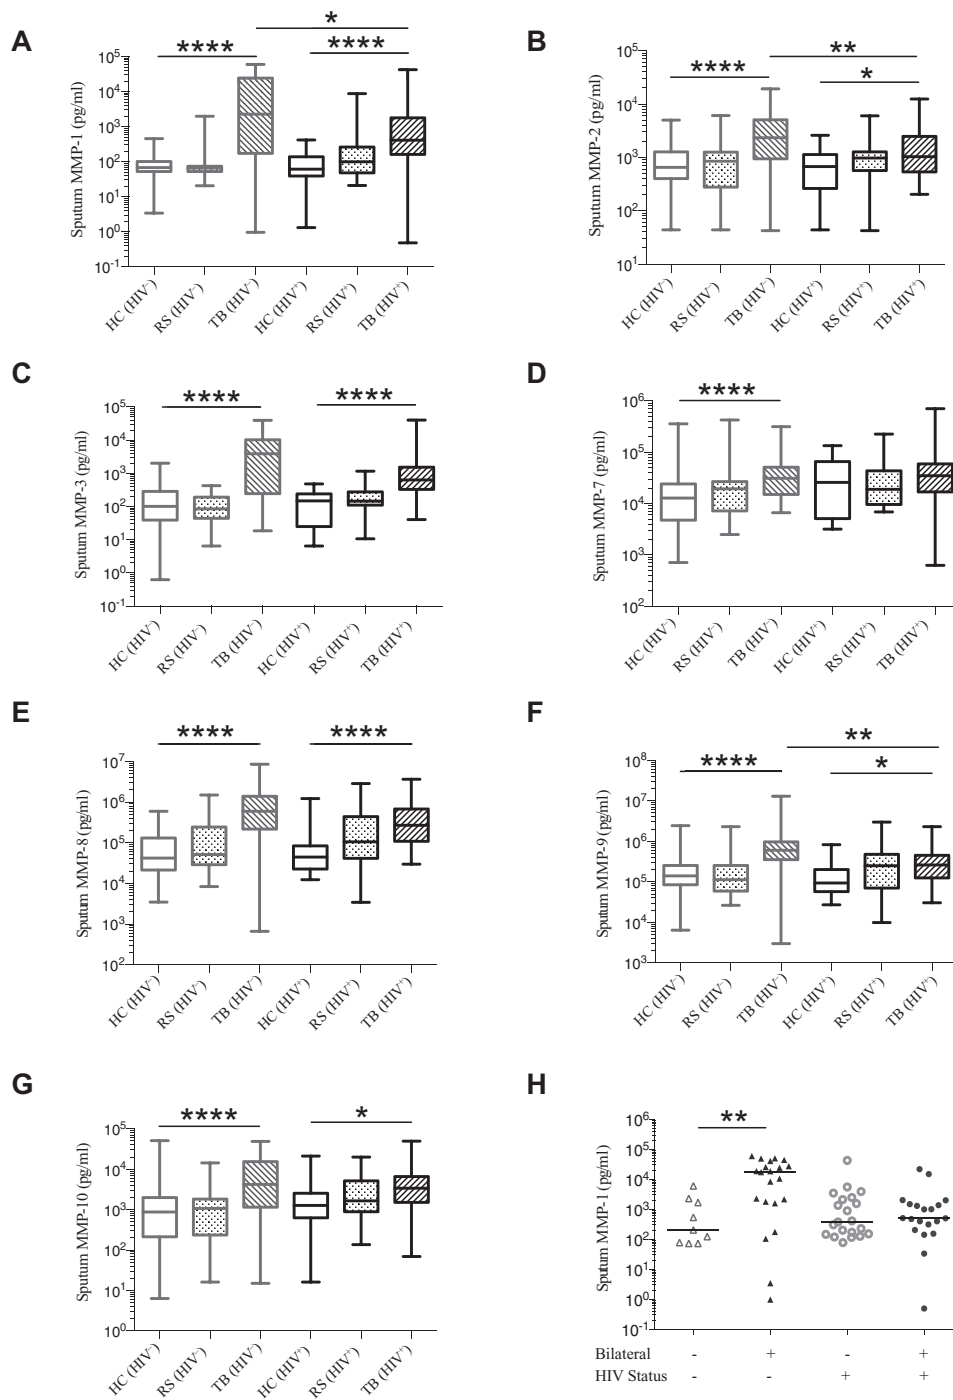 A
*
****
****
Sputum MMP-1 (pg/ml)
10^5
10^4
10^3
10^2
10^1
10^0
10^-1
HC (HIV^-)
RS (HIV^-)
TB (HIV^-)
HC (HIV^+)
RS (HIV^+)
TB (HIV^+)
B
**
****
*
Sputum MMP-2 (pg/ml)
10^5
10^4
10^3
10^2
10^1
HC (HIV^-)
RS (HIV^-)
TB (HIV^-)
HC (HIV^+)
RS (HIV^+)
TB (HIV^+)
C
****
****
Sputum MMP-3 (pg/ml)
10^5
10^4
10^3
10^2
10^1
10^0
10^-1
HC (HIV^-)
RS (HIV^-)
TB (HIV^-)
HC (HIV^+)
RS (HIV^+)
TB (HIV^+)
D
****
Sputum MMP-7 (pg/ml)
10^6
10^5
10^4
10^3
10^2
HC (HIV^-)
RS (HIV^-)
TB (HIV^-)
HC (HIV^+)
RS (HIV^+)
TB (HIV^+)
E
****
****
Sputum MMP-8 (pg/ml)
10^7
10^6
10^5
10^4
10^3
10^2
HC (HIV^-)
RS (HIV^-)
TB (HIV^-)
HC (HIV^+)
RS (HIV^+)
TB (HIV^+)
F
**
****
*
Sputum MMP-9 (pg/ml)
10^8
10^7
10^6
10^5
10^4
10^3
HC (HIV^-)
RS (HIV^-)
TB (HIV^-)
HC (HIV^+)
RS (HIV^+)
TB (HIV^+)
G
****
*
Sputum MMP-10 (pg/ml)
10^5
10^4
10^3
10^2
10^1
10^0
HC (HIV^-)
RS (HIV^-)
TB (HIV^-)
HC (HIV^+)
RS (HIV^+)
TB (HIV^+)
H
**
Sputum MMP-1 (pg/ml)
10^6
10^5
10^4
10^3
10^2
10^1
10^0
10^-1
Bilateral - + - +
HIV Status - - + +